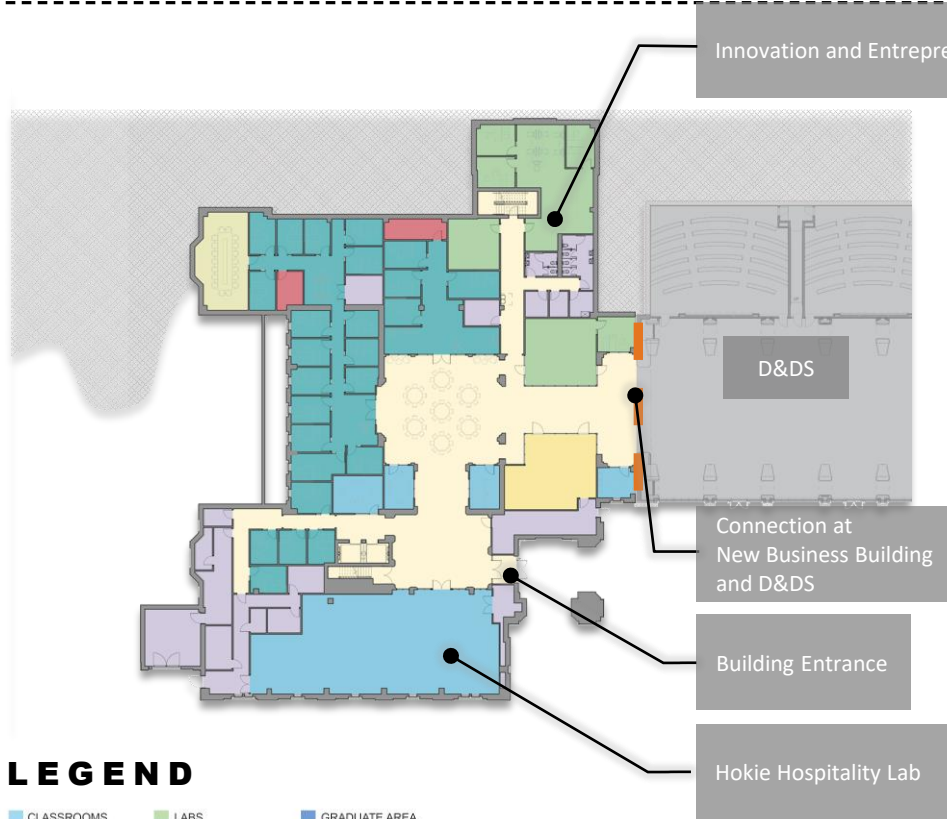 Innovation and Entrepre
D&DS
Connection at
New Business Building
and D&DS
Building Entrance
Hokie Hospitality Lab
LEGEND
CLASSROOMS LABS GRADUATE AREA